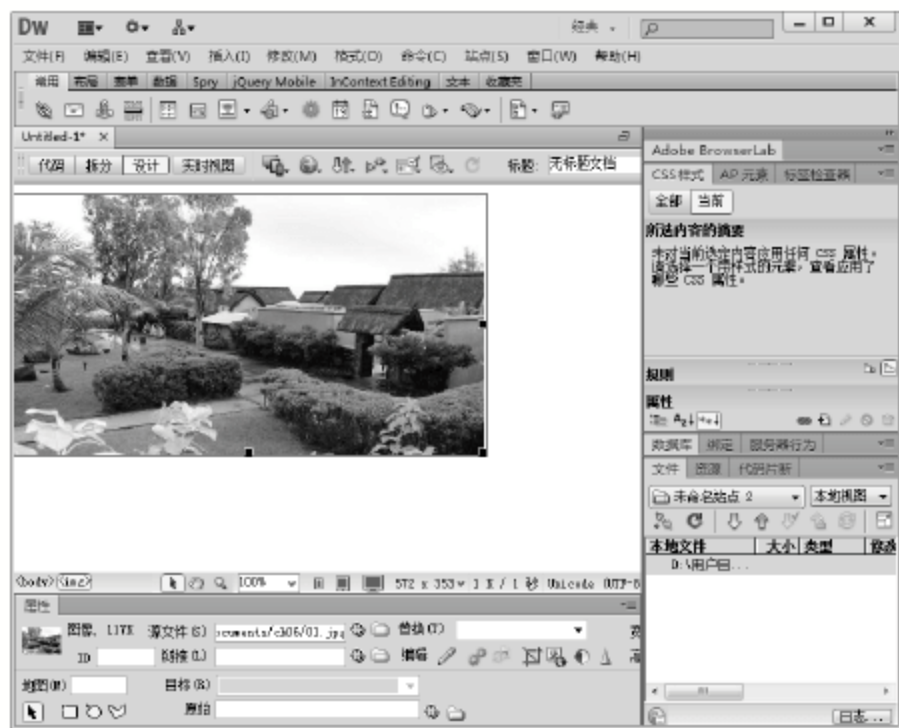 Dw 经典
文件(F) 编辑(E) 查看(V) 插入(I) 修改(M) 格式(O) 命令(C) 站点(S) 窗口(W) 帮助(H)
常用 布局 表单 数据 Spry jQuery Mobile InContext Editing 文本 收藏夹
Untitled-1* ×
代码 拆分 设计 实时视图 标题: 无标题文档
Adobe BrowserLab
CSS样式 AP 元素 标签检查器
全部 当前
所选内容的摘要
未对当前选定内容应用任何 CSS 属性。
请选择一个带样式的元素，查看应用了
哪些 CSS 属性。
规则
属性
数据库 绑定 服务器行为
文件 资源 代码片断
未命名站点 2 本地视图
本地文件 大小 类型 修改
D:\用户目...
日志...
<body><img> 100% 572 x 353 1 K / 1 秒 Unicode (UTF-8
属性
图像, 117K 源文件(S) cuments/ch06/01.jpg 替换(T) 宽
ID 链接(L) 编辑 高
地图(M) 目标(R)
原始